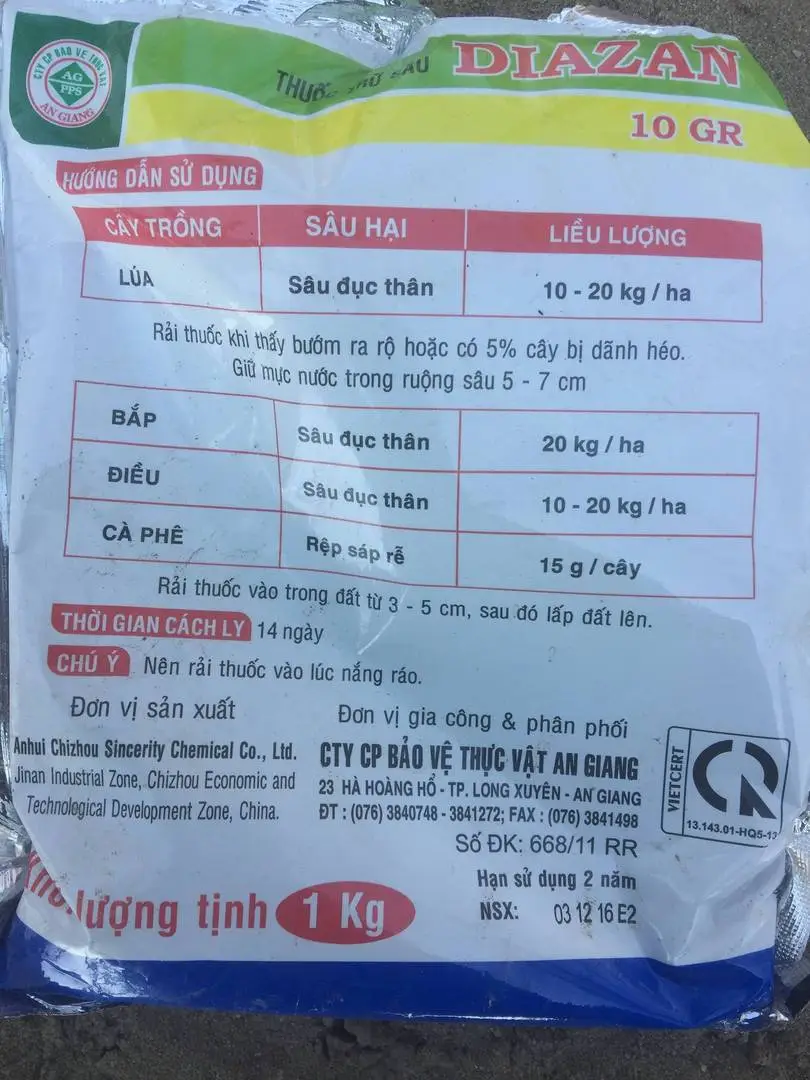 CTY CP BẢO VỆ THỰC VẬT
AG
PPS
AN GIANG
THUỐC TRỪ SÂU DIAZAN
10 GR
HƯỚNG DẪN SỬ DỤNG
CÂY TRỒNG SÂU HẠI LIỀU LƯỢNG
LÚA Sâu đục thân 10 - 20 kg / ha
Rải thuốc khi thấy bướm ra rộ hoặc có 5% cây bị dãnh héo.
Giữ mực nước trong ruộng sâu 5 - 7 cm
BẮP Sâu đục thân 20 kg / ha
ĐIỀU Sâu đục thân 10 - 20 kg / ha
CÀ PHÊ Rệp sáp rễ 15 g / cây
Rải thuốc vào trong đất từ 3 - 5 cm, sau đó lấp đất lên.
THỜI GIAN CÁCH LY 14 ngày
CHÚ Ý Nên rải thuốc vào lúc nắng ráo.
Đơn vị sản xuất
Anhui Chizhou Sincerity Chemical Co., Ltd.
Jinan Industrial Zone, Chizhou Economic and
Technological Development Zone, China.
Đơn vị gia công & phân phối
CTY CP BẢO VỆ THỰC VẬT AN GIANG
23 HÀ HOÀNG HỔ - TP. LONG XUYÊN - AN GIANG
ĐT : (076) 3840748 - 3841272; FAX : (076) 3841498
VIETCERT
13.143.01-HQ5-13
Số ĐK: 668/11 RR
Hạn sử dụng 2 năm
NSX: 03 12 16 E2
lượng tịnh 1 Kg